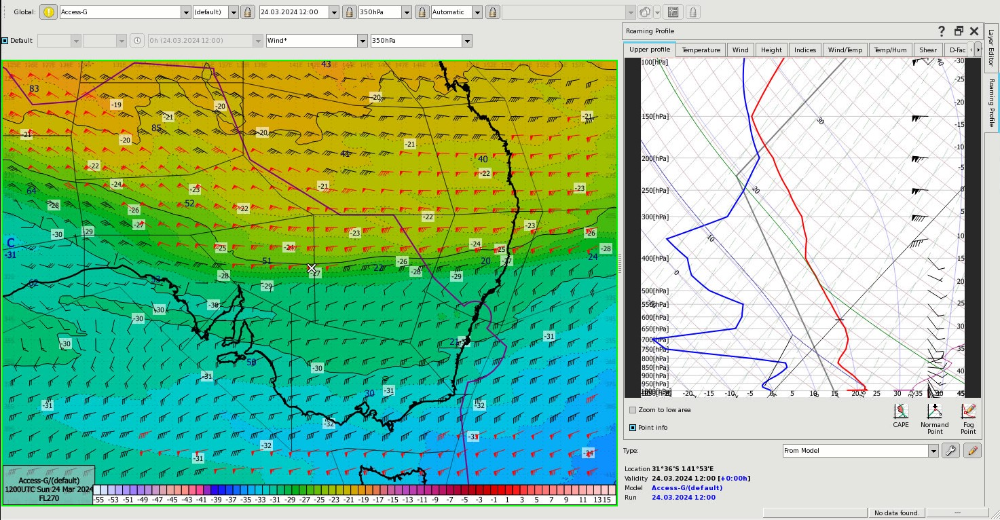 Global: Access-G (default) 24.03.2024 12:00 350hPa Automatic
Default 0h (24.03.2024 12:00) Wind* 350hPa
43
83
-20
-19
-20
-21
-21
85
-20
-21
-20
-21
41
40
-22
-22
-24
-21
-23
-23
64
52
-28
-26
-22
-22
-27
-23
-30
29
-23
-26
C
-31
-25
-24
-24
25
-28
51
-26
20
-27
24
-27
22
-28
-28
-29
62
53
-29
-30
-30
-30
-30
-31
50
-30
-31
-31
30
-31
-32
-32
-33
-32
-31
-34
Access-G/(default)
1200UTC Sun 24 Mar 2024
FL270
-55 -53 -51 -49 -47 -45 -43 -41 -39 -37 -35 -33 -31 -29 -27 -25 -23 -21 -19 -17 -15 -13 -11 -9 -7 -5 -3 -1 1 3 5 7 9 11 13 15
Roaming Profile
Upper profile Temperature Wind Height Indices Wind/Temp Temp/Hum Shear D-Fac
100[hPa]
150[hPa]
200[hPa]
250[hPa]
300[hPa]
400[hPa]
500[hPa]
550[hPa]
600[hPa]
650[hPa]
700[hPa]
750[hPa]
800[hPa]
850[hPa]
900[hPa]
950[hPa]
30
20
10
0
40
-30
-25
-20
-15
-10
-5
0
5
10
15
20
25
30
35
40
45
-20 -15 -10 -5 0 5 10 15 20 25 30 35 40 45
Zoom to low area
Point info
CAPE
Normand Point
Fog Point
Type: From Model
Location 31°36'S 141°53'E
Validity 24.03.2024 12:00 [+0:00h]
Model Access-G/(default)
Run 24.03.2024 12:00
No data found. ---
Layer Editor
Roaming Profile